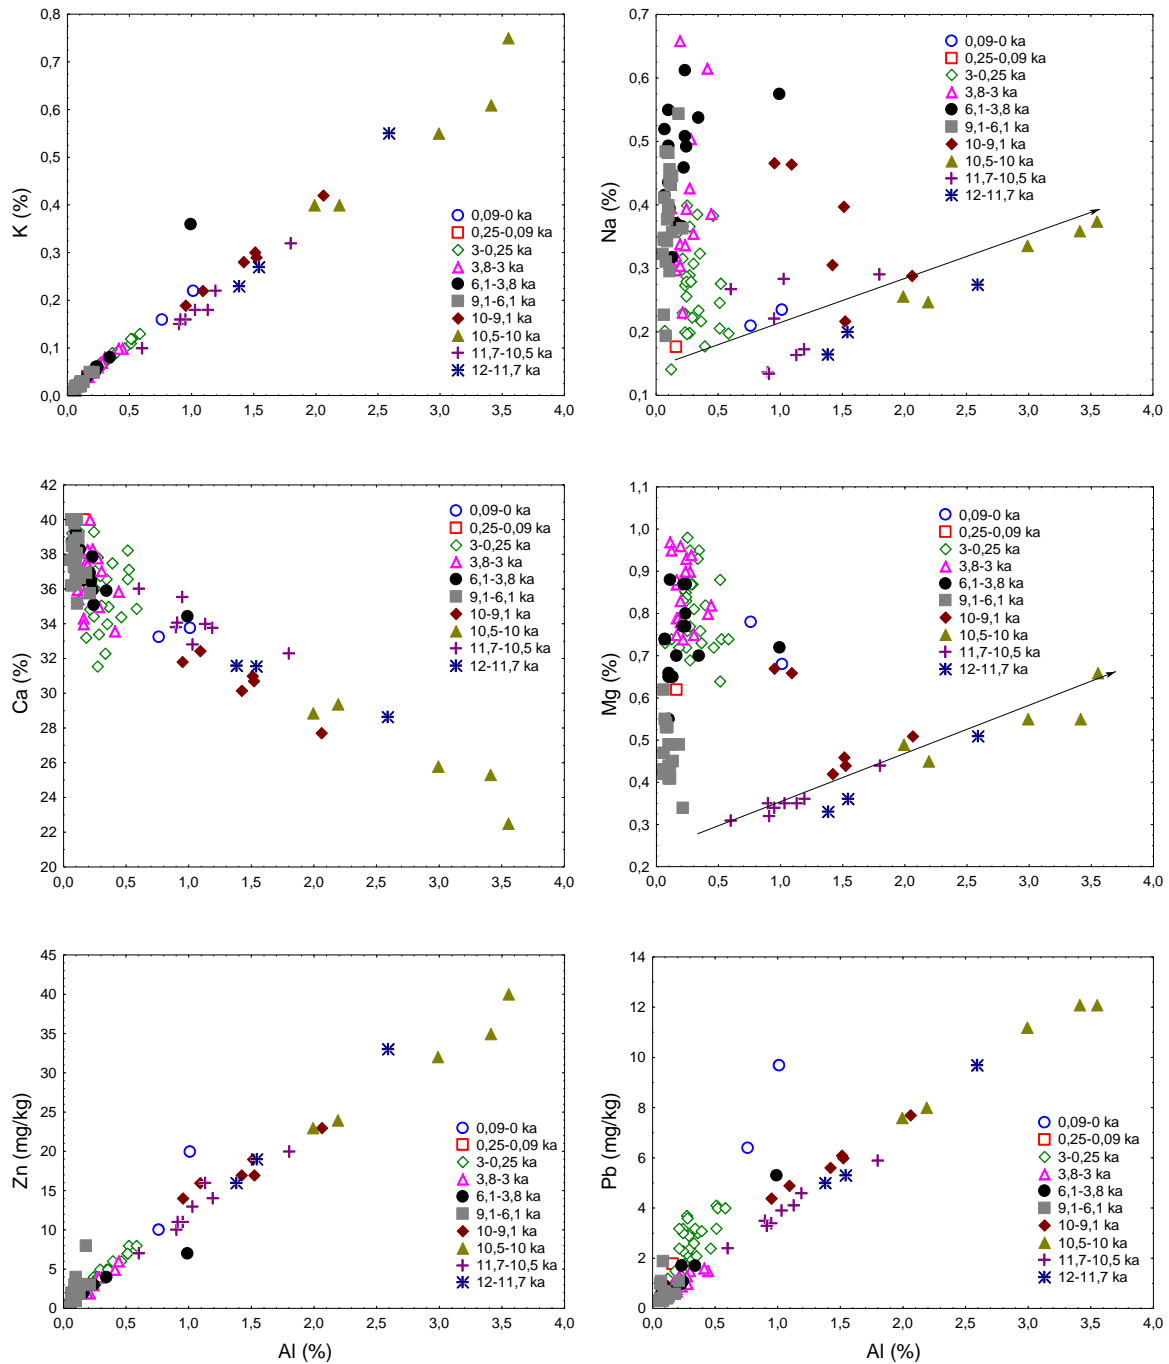 0,8
0,7
0,6
0,5
0,4
0,3
0,2
0,1
0,0
K (%)
0,0 0,5 1,0 1,5 2,0 2,5 3,0 3,5 4,0
0,09-0 ka
0,25-0,09 ka
3-0,25 ka
3,8-3 ka
6,1-3,8 ka
9,1-6,1 ka
10-9,1 ka
10,5-10 ka
11,7-10,5 ka
12-11,7 ka
0,7
0,6
0,5
0,4
0,3
0,2
0,1
Na (%)
0,0 0,5 1,0 1,5 2,0 2,5 3,0 3,5 4,0
0,09-0 ka
0,25-0,09 ka
3-0,25 ka
3,8-3 ka
6,1-3,8 ka
9,1-6,1 ka
10-9,1 ka
10,5-10 ka
11,7-10,5 ka
12-11,7 ka
42
40
38
36
34
32
30
28
26
24
22
20
Ca (%)
0,0 0,5 1,0 1,5 2,0 2,5 3,0 3,5 4,0
0,09-0 ka
0,25-0,09 ka
3-0,25 ka
3,8-3 ka
6,1-3,8 ka
9,1-6,1 ka
10-9,1 ka
10,5-10 ka
11,7-10,5 ka
12-11,7 ka
1,1
1,0
0,9
0,8
0,7
0,6
0,5
0,4
0,3
0,2
Mg (%)
0,0 0,5 1,0 1,5 2,0 2,5 3,0 3,5 4,0
0,09-0 ka
0,25-0,09 ka
3-0,25 ka
3,8-3 ka
6,1-3,8 ka
9,1-6,1 ka
10-9,1 ka
10,5-10 ka
11,7-10,5 ka
12-11,7 ka
45
40
35
30
25
20
15
10
5
0
Zn (mg/kg)
0,0 0,5 1,0 1,5 2,0 2,5 3,0 3,5 4,0
Al (%)
0,09-0 ka
0,25-0,09 ka
3-0,25 ka
3,8-3 ka
6,1-3,8 ka
9,1-6,1 ka
10-9,1 ka
10,5-10 ka
11,7-10,5 ka
12-11,7 ka
14
12
10
8
6
4
2
0
Pb (mg/kg)
0,0 0,5 1,0 1,5 2,0 2,5 3,0 3,5 4,0
Al (%)
0,09-0 ka
0,25-0,09 ka
3-0,25 ka
3,8-3 ka
6,1-3,8 ka
9,1-6,1 ka
10-9,1 ka
10,5-10 ka
11,7-10,5 ka
12-11,7 ka